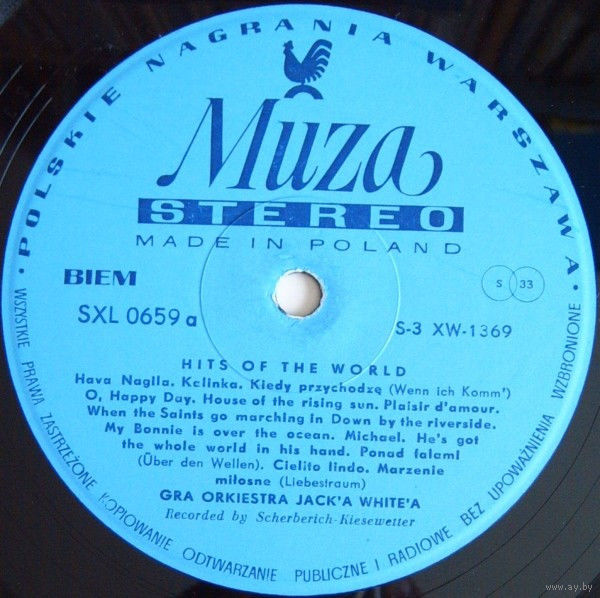 • POLSKIE NAGRANIA WARSZAWA •
Muza
STEREO
MADE IN POLAND
BIEM
S 33
SXL 0659 a
S-3 XW-1369
HITS OF THE WORLD
Hava Naglla. Kclinka. Kiedy przychodzę (Wenn ich Komm')
O, Happy Day. House of the rising sun. Plaisir d'amour.
When the Saints go marching in Down by the riverside.
My Bonnie is over the ocean. Michael. He's got
the whole world in his hand. Ponad falami
(Über den Wellen). Cielito lindo. Marzenie
miłosne (Liebestraum)
GRA ORKIESTRA JACK'A WHITE'A
Recorded by Scherberich-Kiesewetter
WSZYSTKIE PRAWA ZASTRZEŻONE KOPIOWANIE ODTWARZANIE PUBLICZNE I RADIOWE BEZ UPOWAŻNIENIA WZBRONIONE
www.ay.by